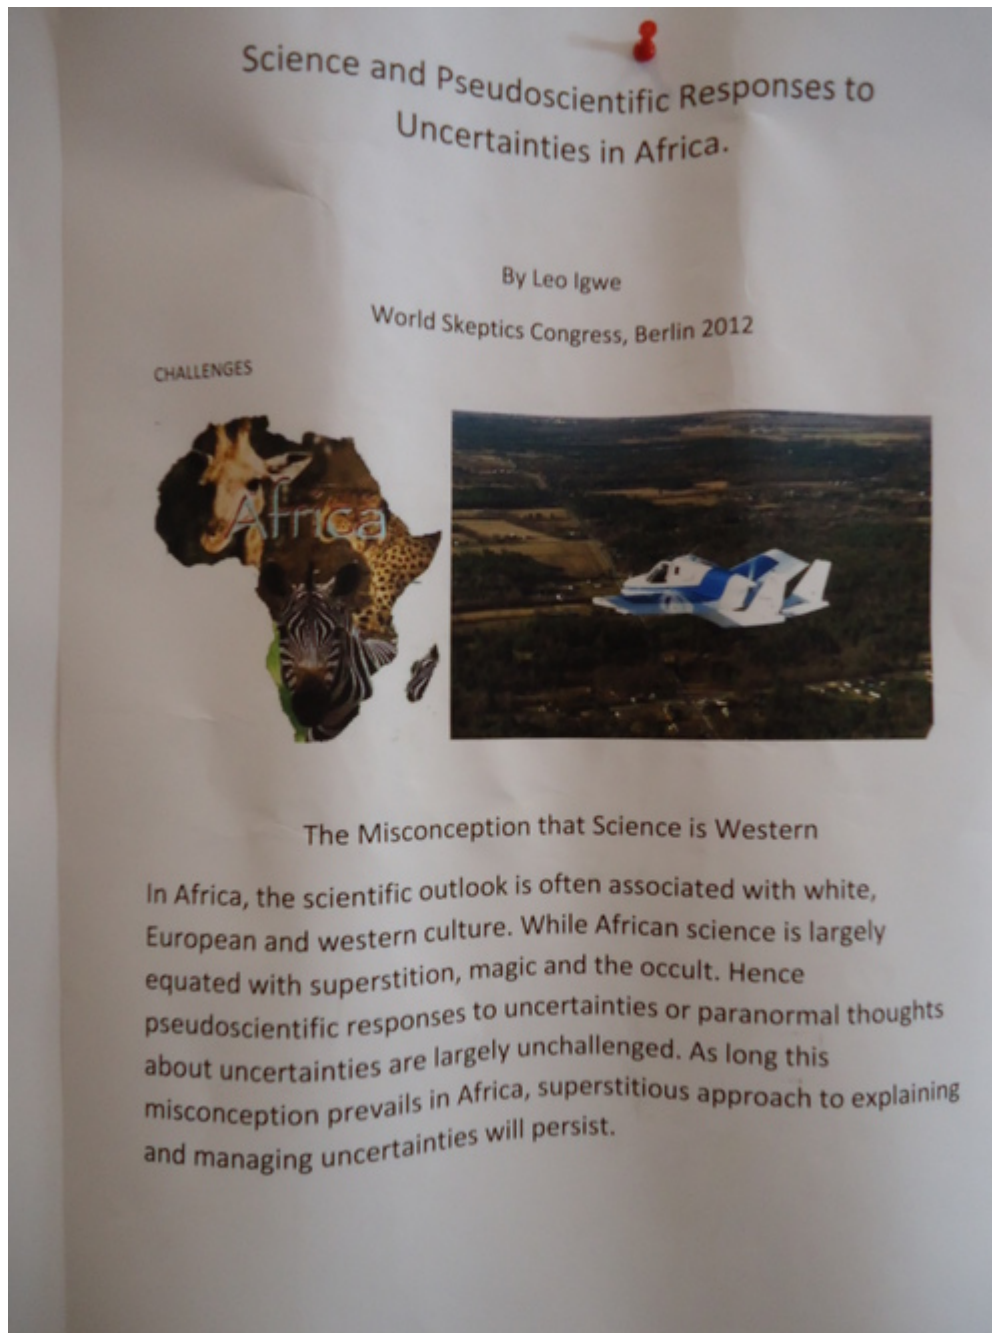 Science and Pseudoscientific Responses to
Uncertainties in Africa.
By Leo Igwe
World Skeptics Congress, Berlin 2012
CHALLENGES
Africa
The Misconception that Science is Western
In Africa, the scientific outlook is often associated with white,
European and western culture. While African science is largely
equated with superstition, magic and the occult. Hence
pseudoscientific responses to uncertainties or paranormal thoughts
about uncertainties are largely unchallenged. As long this
misconception prevails in Africa, superstitious approach to explaining
and managing uncertainties will persist.